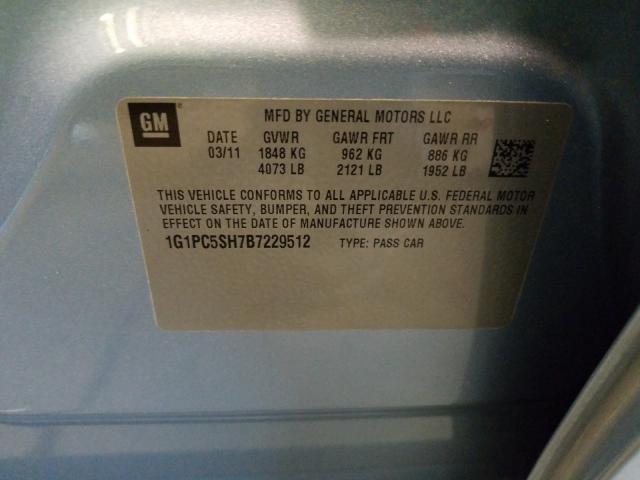 GM
MFD BY GENERAL MOTORS LLC
DATE GVWR GAWR FRT GAWR RR
03/11 1848 KG 962 KG 886 KG
4073 LB 2121 LB 1952 LB
THIS VEHICLE CONFORMS TO ALL APPLICABLE U.S. FEDERAL MOTOR
VEHICLE SAFETY, BUMPER, AND THEFT PREVENTION STANDARDS IN
EFFECT ON THE DATE OF MANUFACTURE SHOWN ABOVE.
1G1PC5SH7B7229512 TYPE: PASS CAR